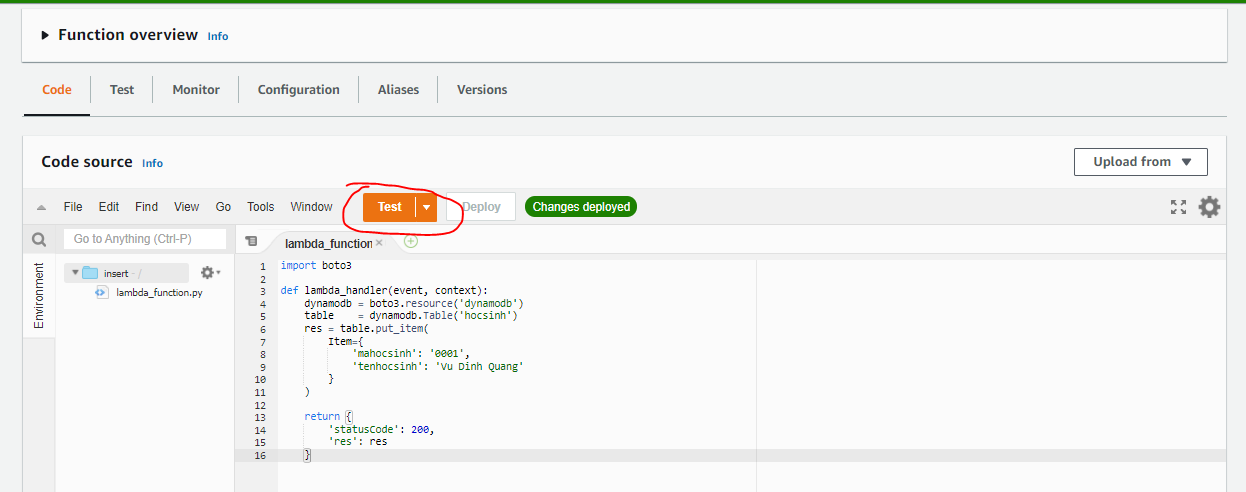 Function overview Info
Code Test Monitor Configuration Aliases Versions
Code source Info
Upload from
File Edit Find View Go Tools Window Test Deploy Changes deployed
Go to Anything (Ctrl-P)
lambda_function
Environment
insert - /
lambda_function.py
1 import boto3
2
3 def lambda_handler(event, context):
4 dynamodb = boto3.resource('dynamodb')
5 table = dynamodb.Table('hocsinh')
6 res = table.put_item(
7 Item={
8 'mahocsinh': '0001',
9 'tenhocsinh': 'Vu Dinh Quang'
10 }
11 )
12
13 return {
14 'statusCode': 200,
15 'res': res
16 }